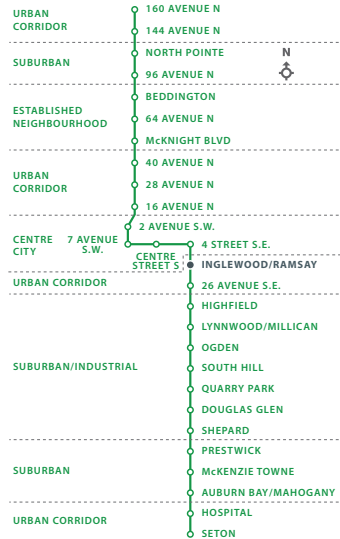 URBAN
CORRIDOR
160 AVENUE N
144 AVENUE N
SUBURBAN
NORTH POINTE
96 AVENUE N
N
ESTABLISHED
NEIGHBOURHOOD
BEDDINGTON
64 AVENUE N
McKNIGHT BLVD
URBAN
CORRIDOR
40 AVENUE N
28 AVENUE N
16 AVENUE N
CENTRE
CITY
2 AVENUE S.W.
7 AVENUE
S.W.
CENTRE
STREET S
4 STREET S.E.
INGLEWOOD/RAMSAY
URBAN CORRIDOR
26 AVENUE S.E.
SUBURBAN/INDUSTRIAL
HIGHFIELD
LYNNWOOD/MILLICAN
OGDEN
SOUTH HILL
QUARRY PARK
DOUGLAS GLEN
SHEPARD
SUBURBAN
PRESTWICK
McKENZIE TOWNE
AUBURN BAY/MAHOGANY
URBAN CORRIDOR
HOSPITAL
SETON